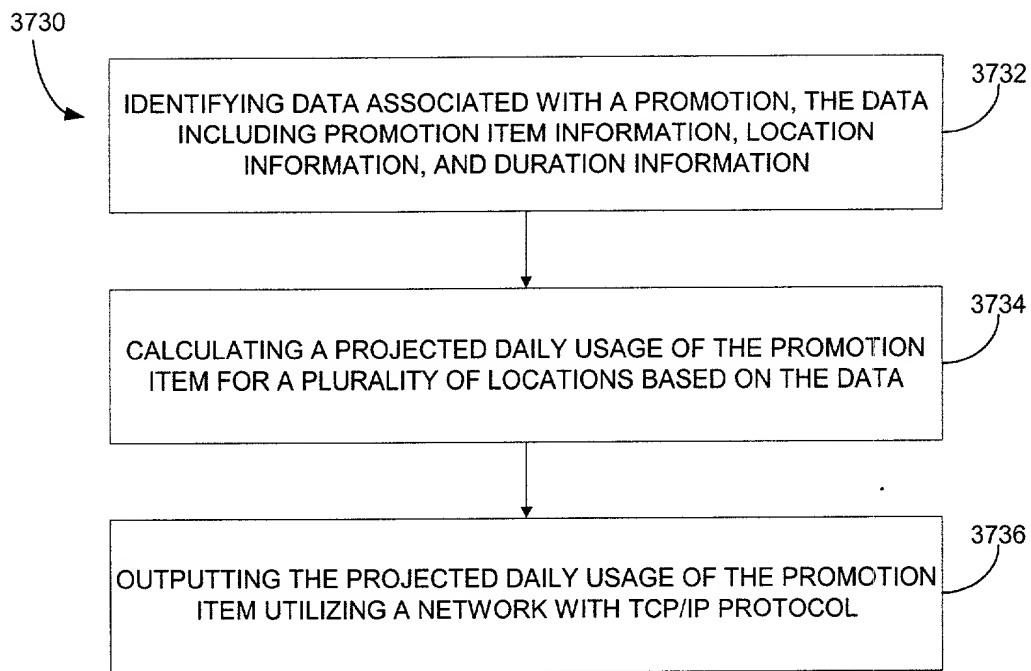 3730
3732
IDENTIFYING DATA ASSOCIATED WITH A PROMOTION, THE DATA
INCLUDING PROMOTION ITEM INFORMATION, LOCATION
INFORMATION, AND DURATION INFORMATION
3734
CALCULATING A PROJECTED DAILY USAGE OF THE PROMOTION
ITEM FOR A PLURALITY OF LOCATIONS BASED ON THE DATA
3736
OUTPUTTING THE PROJECTED DAILY USAGE OF THE PROMOTION
ITEM UTILIZING A NETWORK WITH TCP/IP PROTOCOL